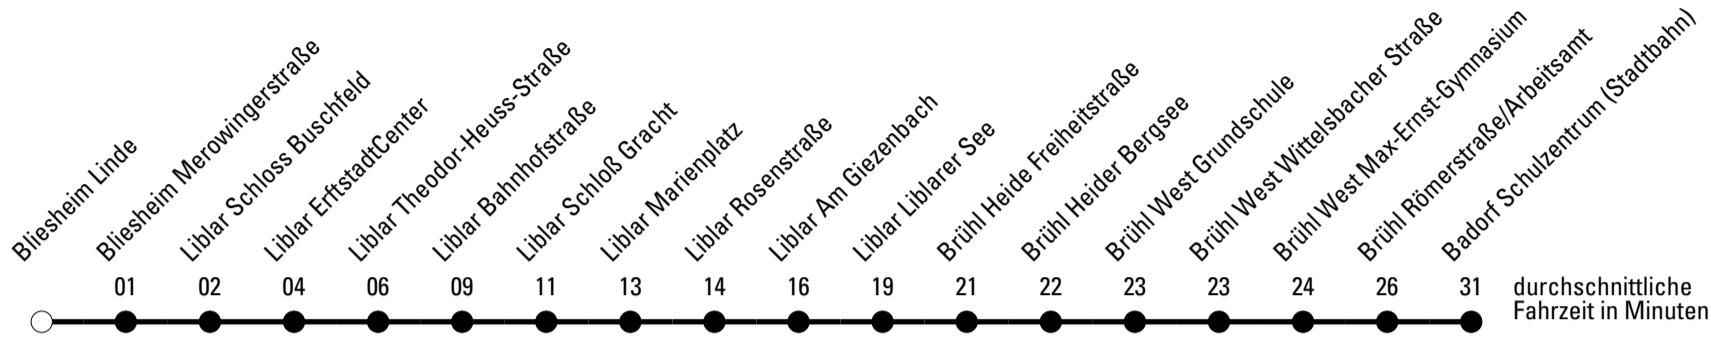 Bliesheim Linde
Bliesheim Merowingerstraße
Liblar Schloss Buschfeld
Liblar ErftstadtCenter
Liblar Theodor-Heuss-Straße
Liblar Bahnhofstraße
Liblar Schloß Gracht
Liblar Marienplatz
Liblar Rosenstraße
Liblar Am Giezenbach
Liblar Liblarer See
Brühl Heide Freiheitstraße
Brühl Heider Bergsee
Brühl West Grundschule
Brühl West Wittelsbacher Straße
Brühl West Max-Ernst-Gymnasium
Brühl Römerstraße/Arbeitsamt
Badorf Schulzentrum (Stadtbahn)
01 02 04 06 09 11 13 14 16 19 21 22 23 23 24 26 31 durchschnittliche
Fahrzeit in Minuten